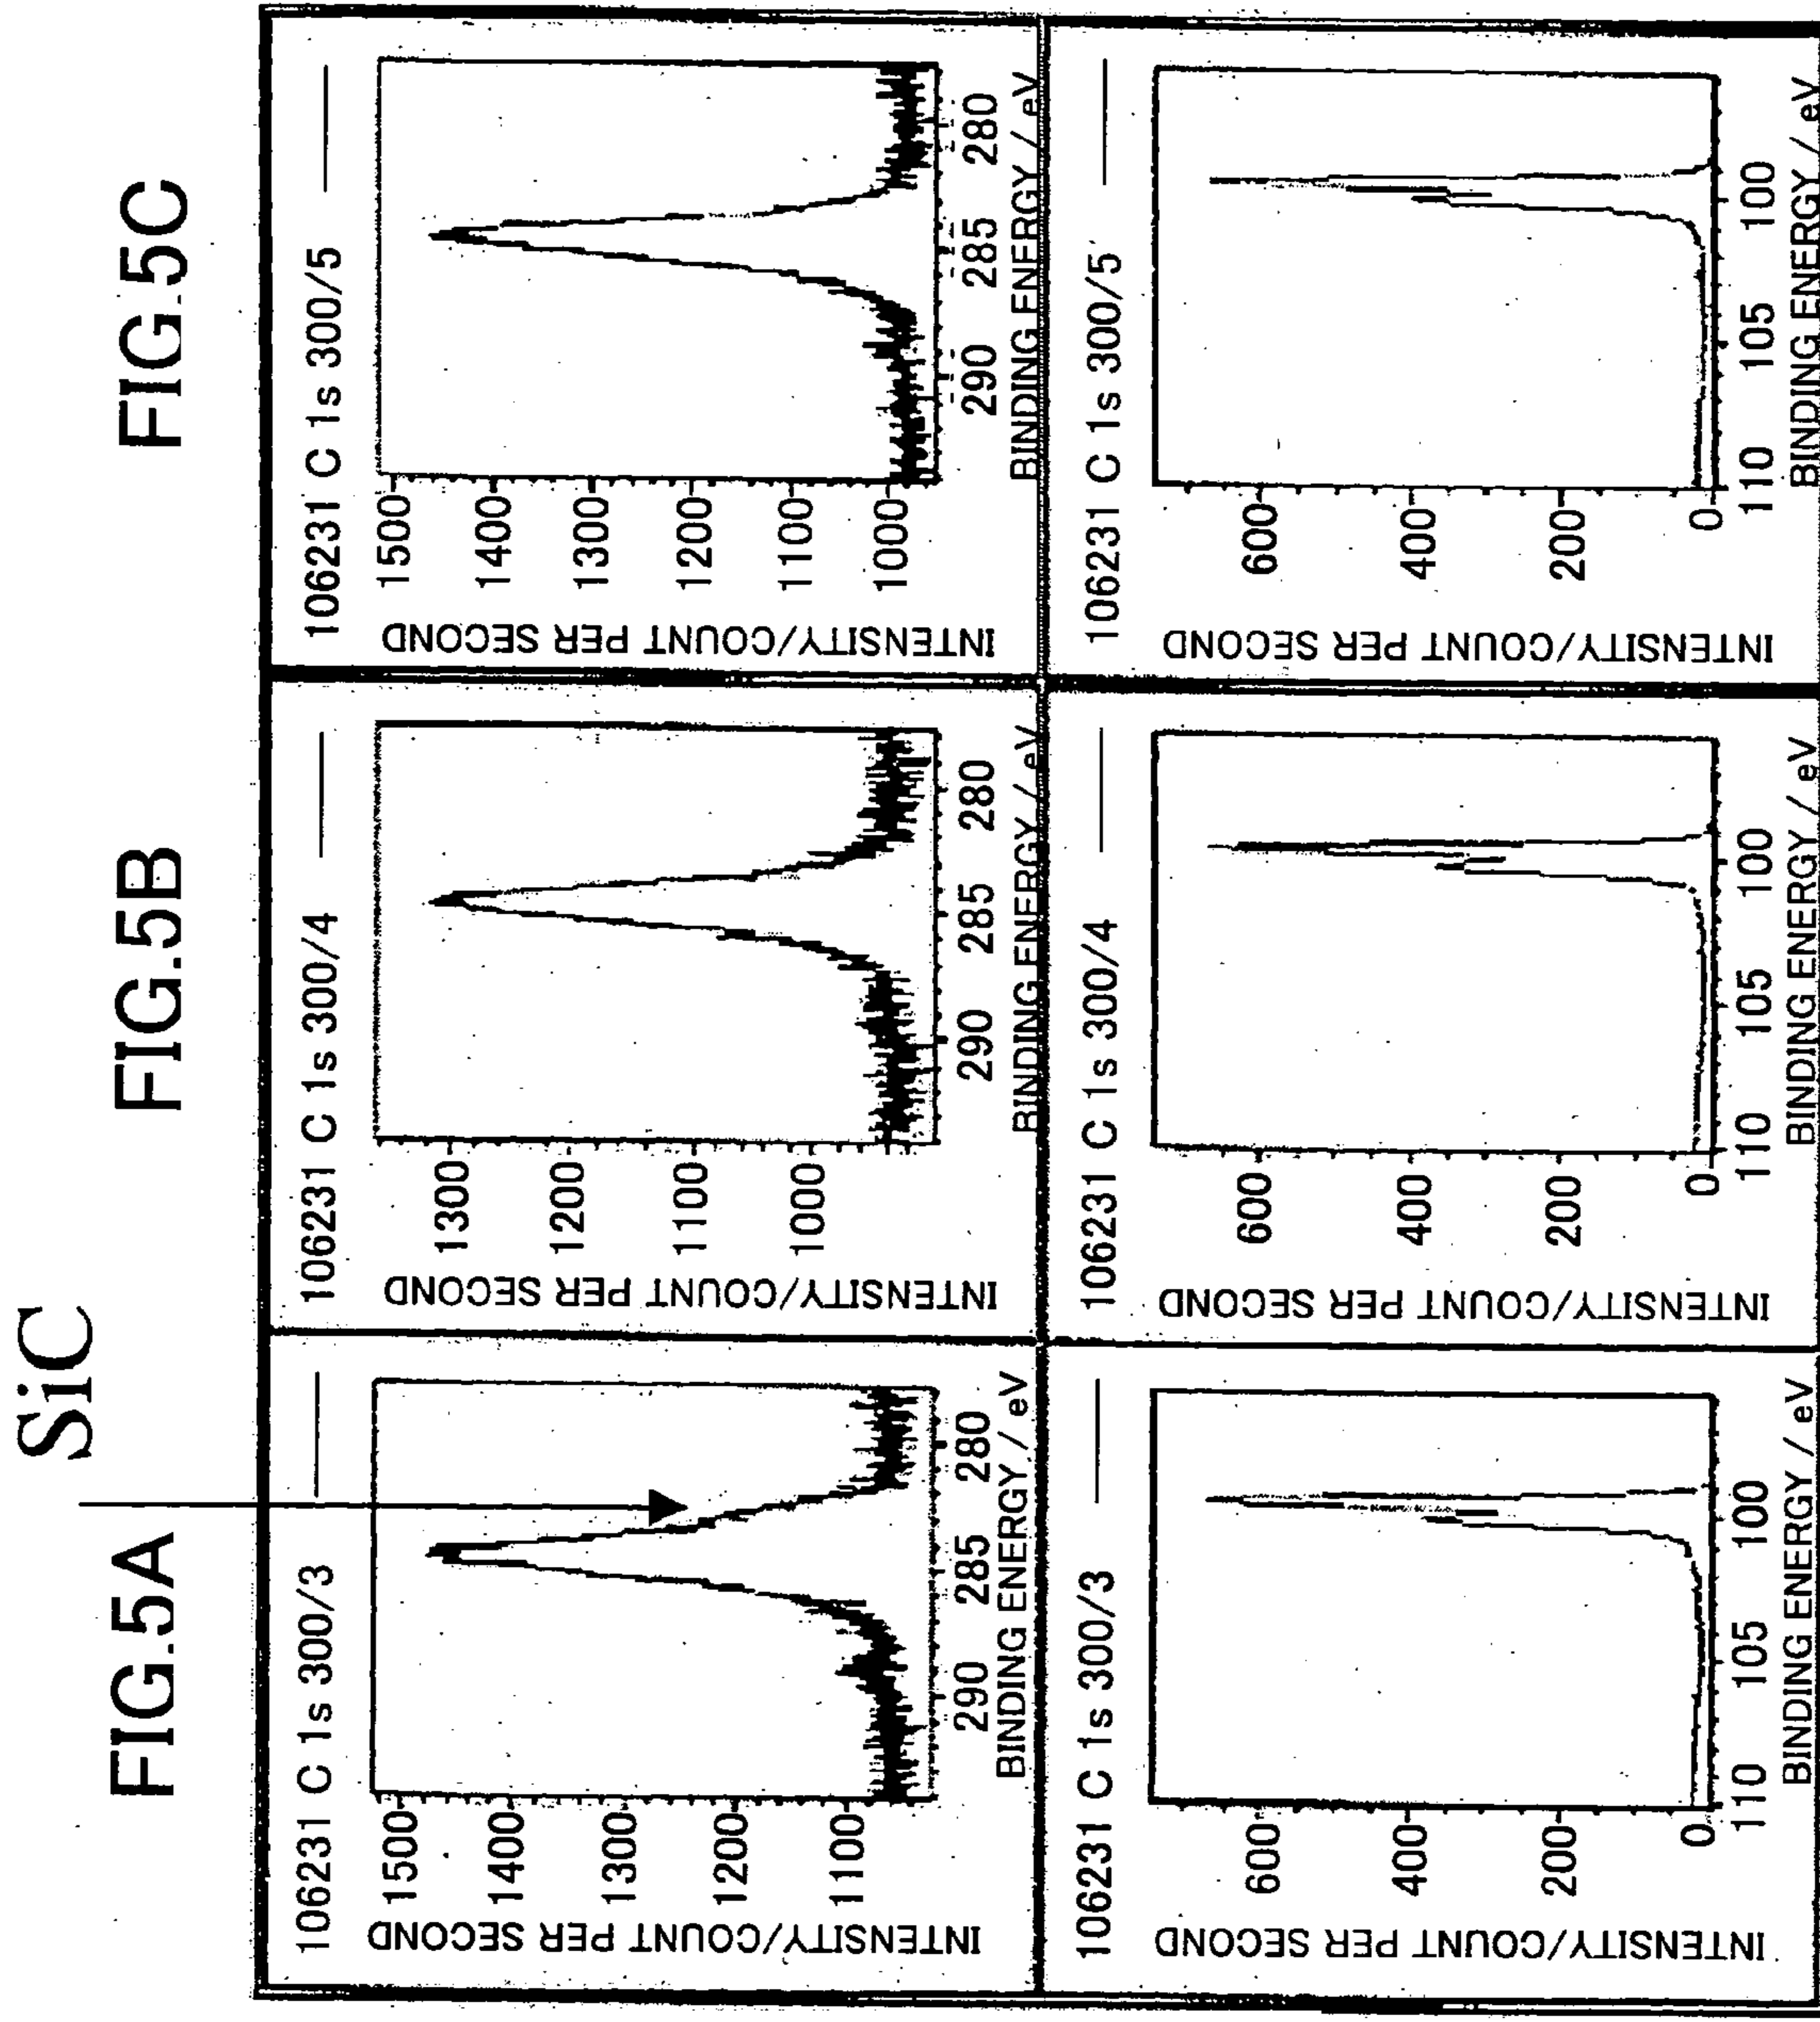 SiC
FIG.5A
FIG.5B
FIG.5C
106231 C 1s 300/3
INTENSITY/COUNT PER SECOND
1500
1400
1300
1200
1100
290
285
280
BINDING ENERGY / eV
106231 C 1s 300/4
INTENSITY/COUNT PER SECOND
1300
1200
1100
1000
290
285
280
BINDING ENERGY / eV
106231 C 1s 300/5
INTENSITY/COUNT PER SECOND
1500
1400
1300
1200
1100
1000
290
285
280
BINDING ENERGY / eV
106231 C 1s 300/3
INTENSITY/COUNT PER SECOND
600
400
200
0
110
105
100
BINDING ENERGY / eV
106231 C 1s 300/4
INTENSITY/COUNT PER SECOND
600
400
200
0
110
105
100
BINDING ENERGY / eV
106231 C 1s 300/5
INTENSITY/COUNT PER SECOND
600
400
200
0
110
105
100
BINDING ENERGY / eV